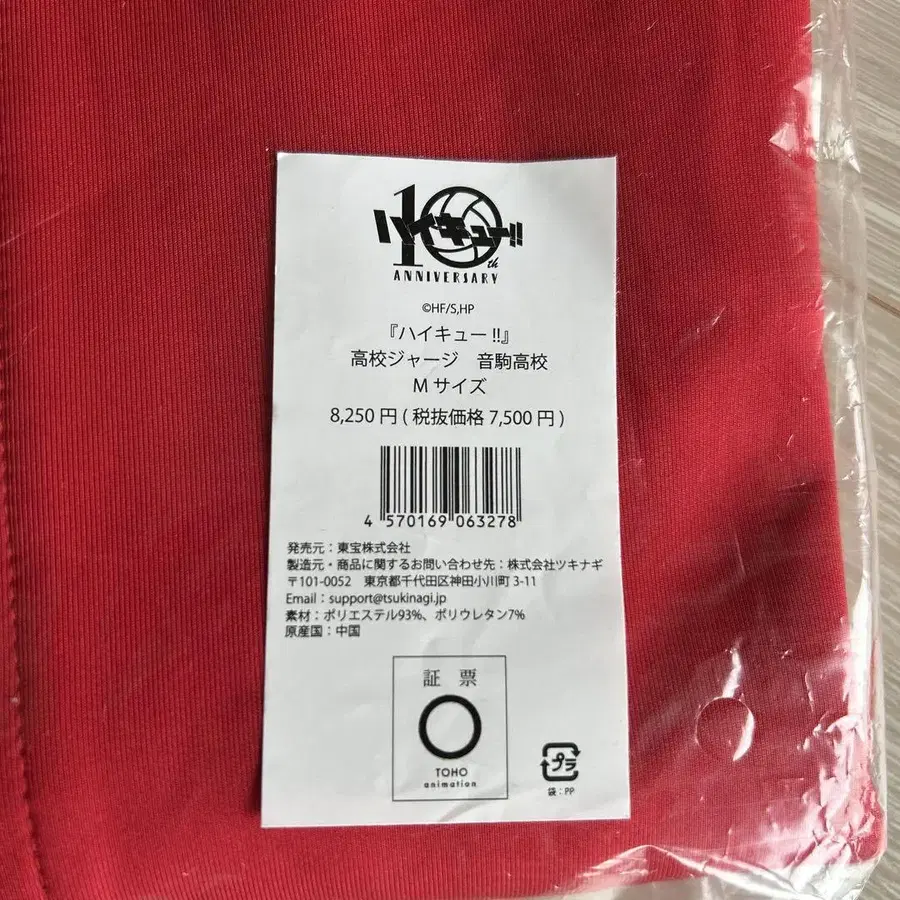 10th
ハイキュー!!
ANNIVERSARY
©HF/S,HP
『ハイキュー!!』
高校ジャージ　音駒高校
Mサイズ
8,250円(税抜価格7,500円)
4 570169 063278
発売元：東宝株式会社
製造元・商品に関するお問い合わせ先：株式会社ツキナギ
〒101-0052　東京都千代田区神田小川町3-11
Email：support@tsukinagi.jp
素材：ポリエステル93%、ポリウレタン7%
原産国：中国
証票
TOHO
animation
プラ
袋：PP